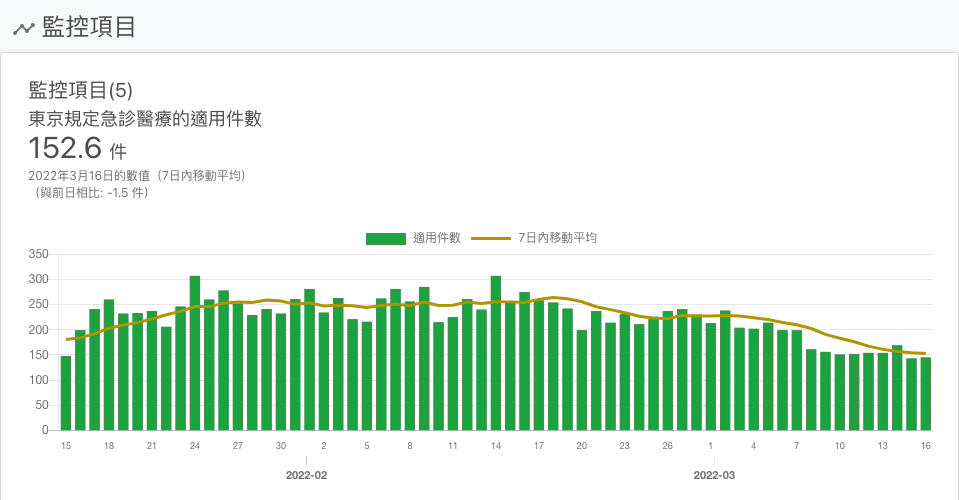 監控項目
監控項目(5)
東京規定急診醫療的適用件數
152.6 件
2022年3月16日的數值（7日內移動平均）
（與前日相比: -1.5 件）
適用件數 7日內移動平均
350
300
250
200
150
100
50
0
15 18 21 24 27 30 2 5 8 11 14 17 20 23 26 1 4 7 10 13 16
2022-02 2022-03